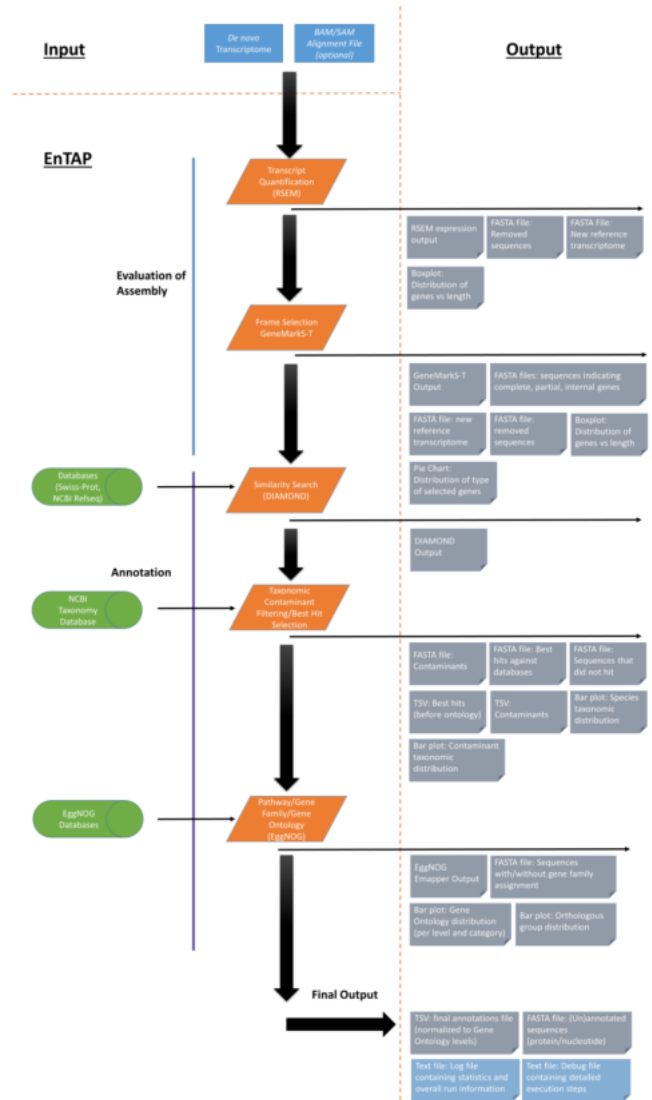 Input
De novo
Transcriptome
BAM/SAM
Alignment File
(optional)
Output
EnTAP
Transcript
Quantification
(RSEM)
RSEM expression
output
FASTA File:
Removed
sequences
FASTA File:
New reference
transcriptome
Boxplot:
Distribution of
genes vs length
Evaluation of
Assembly
Frame Selection
GeneMarkS-T
GeneMarkS-T
Output
FASTA files: sequences indicating
complete, partial, internal genes
FASTA file: new
reference
transcriptome
FASTA file:
removed
sequences
Boxplot:
Distribution of
genes vs length
Pie Chart:
Distribution of type
of selected genes
Databases
(Swiss-Prot,
NCBI Refseq)
Similarity Search
(DIAMOND)
DIAMOND
Output
Annotation
NCBI
Taxonomy
Database
Taxonomic
Contaminant
Filtering/Best Hit
Selection
FASTA file:
Contaminants
FASTA file: Best
hits against
databases
FASTA file:
Sequences that
did not hit
TSV: Best hits
(before ontology)
TSV:
Contaminants
Bar plot: Species
taxonomic
distribution
Bar plot: Contaminant
taxonomic
distribution
EggNOG
Databases
Pathway/Gene
Family/Gene
Ontology
(EggNOG)
EggNOG
Emapper Output
FASTA file: Sequences
with/without gene family
assignment
Bar plot: Gene
Ontology distribution
(per level and category)
Bar plot: Orthologous
group distribution
Final Output
TSV: final annotations file
(normalized to Gene
Ontology levels)
FASTA file: (Un)annotated
sequences
(protein/nucleotide)
Text file: Log file
containing statistics and
overall run information
Text file: Debug file
containing detailed
execution steps